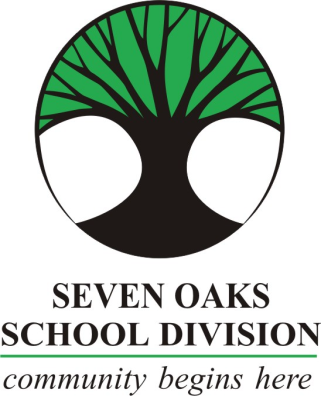 SEVEN OAKS
SCHOOL DIVISION
community begins here